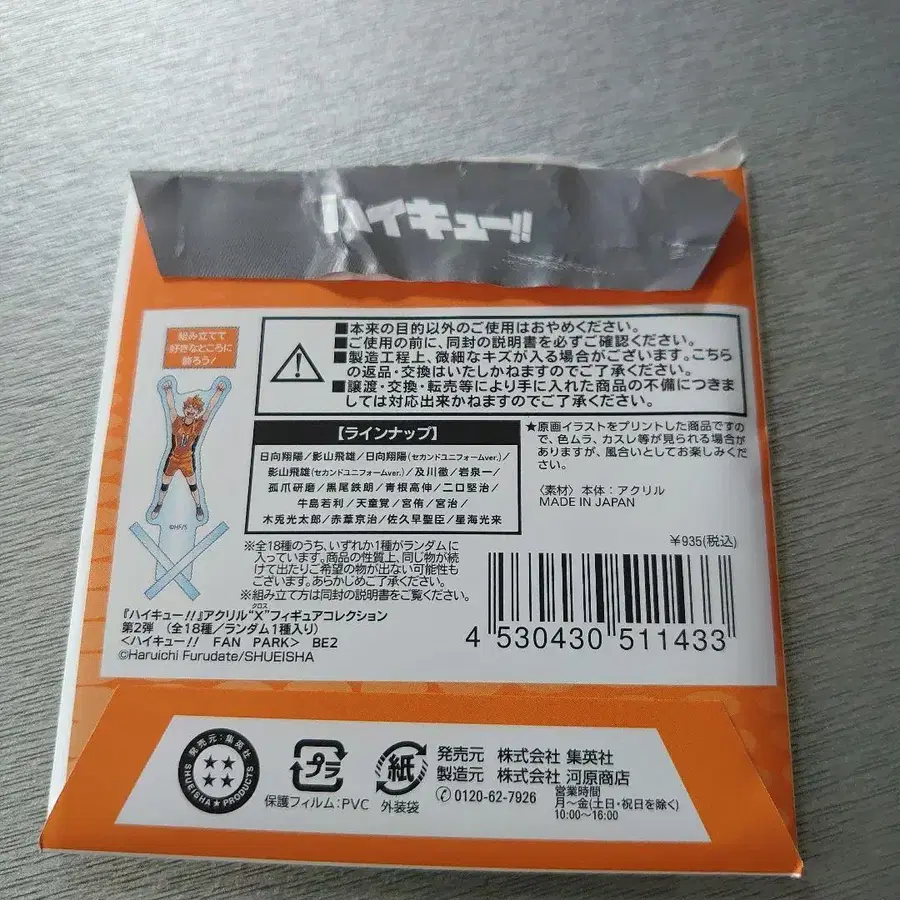 ハイキュー!!
組み立てて
好きなところに
飾ろう!
©H.F./S
■本来の目的以外のご使用はおやめください。
■ご使用の前に、同封の説明書を必ずご確認ください。
■製造工程上、微細なキズが入る場合がございます。こちら
の返品・交換はいたしかねますのでご了承ください。
■譲渡・交換・転売等により手に入れた商品の不備につきま
しては対応出来かねますのでご了承ください。
【ラインナップ】
日向翔陽/影山飛雄/日向翔陽(セカンドユニフォームver.)/
影山飛雄(セカンドユニフォームver.)/及川徹/岩泉一/
孤爪研磨/黒尾鉄朗/青根高伸/二口堅治/
牛島若利/天童覚/宮侑/宮治/
木兎光太郎/赤葦京治/佐久早聖臣/星海光来
★原画イラストをプリントした商品ですの
で、色ムラ、カスレ等が見られる場合が
ありますが、風合いとしてお楽しみくだ
さい。
〈素材〉本体:アクリル
MADE IN JAPAN
¥935(税込)
※全18種のうち、いずれか1種がランダムに
入っています。商品の性質上、同じ物が続
けて出たりご希望の物が出ない可能性も
ございます。あらかじめご了承ください。
※組み立て方は同封の説明書をご覧ください。
クロス
『ハイキュー!!』アクリル"X"フィギュアコレクション
第2弾 (全18種/ランダム1種入り)
<ハイキュー!! FAN PARK> BE2
©Haruichi Furudate/SHUEISHA
4 530430 511433
発売元:集英社
SHUEISHA★PRODUCTS
プラ
保護フィルム:PVC
紙
外装袋
発売元 株式会社 集英社
製造元 株式会社 河原商店
0120-62-7926
営業時間
月~金(土日・祝日を除く)
10:00~16:00